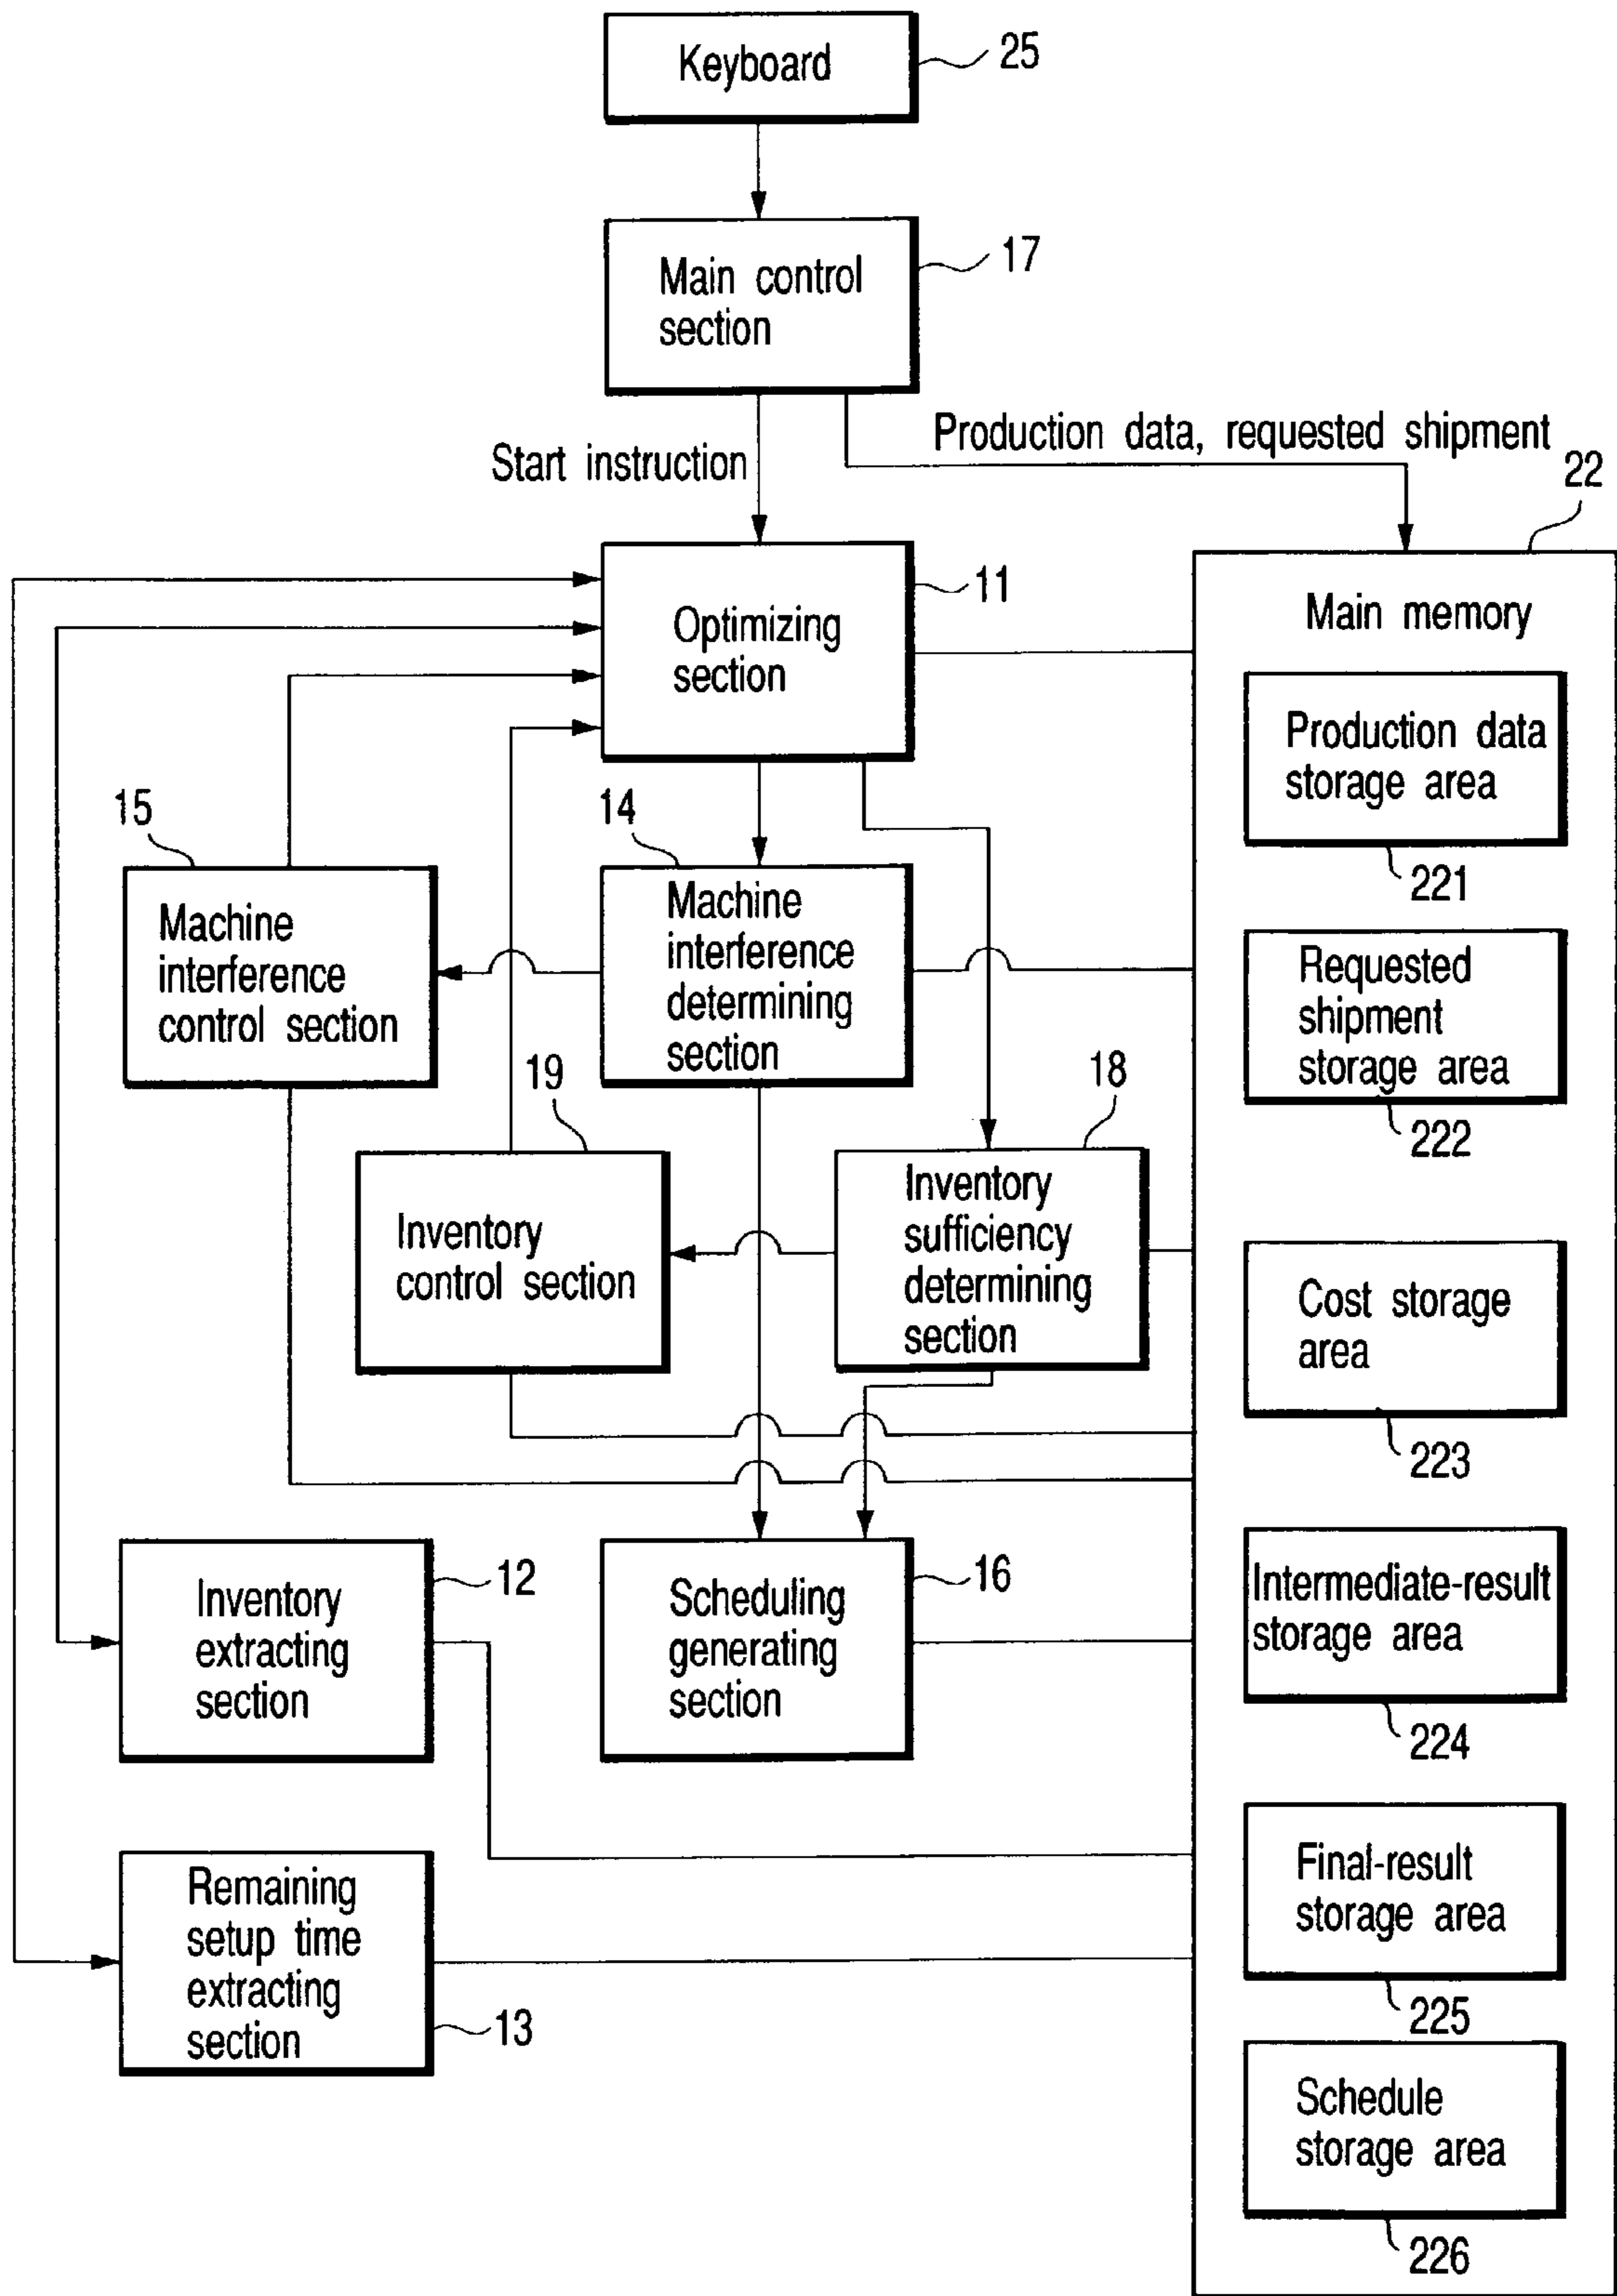 Keyboard
25
Main control
section
17
Start instruction
Production data, requested shipment
22
Optimizing
section
11
Main memory
Production data
storage area
221
15
Machine
interference
control section
14
Machine
interference
determining
section
Requested
shipment
storage area
222
19
Inventory
control section
18
Inventory
sufficiency
determining
section
Cost storage
area
223
Inventory
extracting
section
12
Scheduling
generating
section
16
Intermediate-result
storage area
224
Remaining
setup time
extracting
section
13
Final-result
storage area
225
Schedule
storage area
226